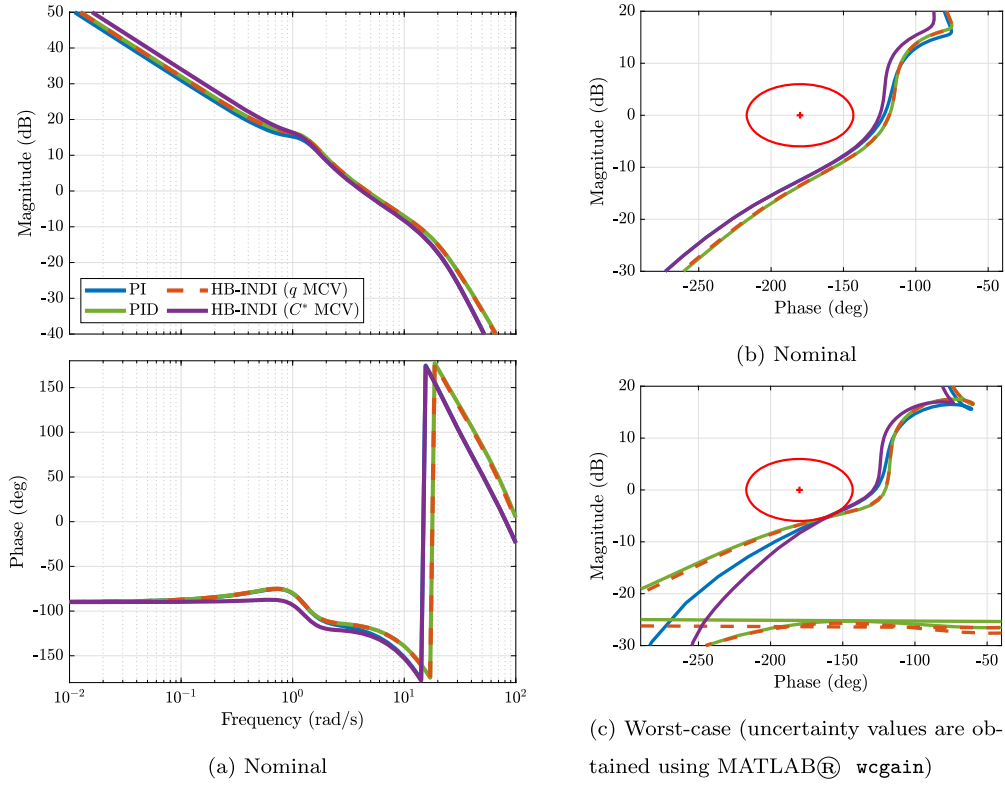 50
40
30
20
10
0
-10
-20
-30
-40
Magnitude (dB)
PI
PID
HB-INDI (q MCV)
HB-INDI (C* MCV)
150
100
50
0
-50
-100
-150
Phase (deg)
10^-2
10^-1
10^0
10^1
10^2
Frequency (rad/s)
(a) Nominal
20
10
0
-10
-20
-30
Magnitude (dB)
-250
-200
-150
-100
-50
Phase (deg)
(b) Nominal
20
10
0
-10
-20
-30
Magnitude (dB)
-250
-200
-150
-100
-50
Phase (deg)
(c) Worst-case (uncertainty values are ob-
tained using MATLAB® wcgain)